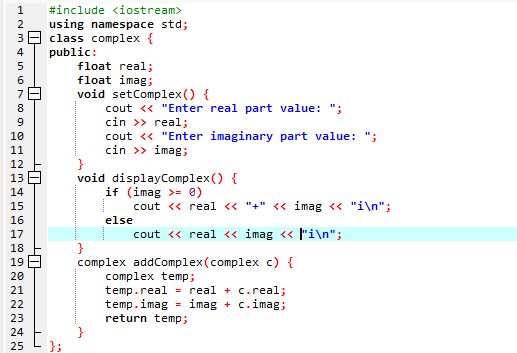 1 #include <iostream>
2 using namespace std;
3 class complex {
4 public:
5     float real;
6     float imag;
7     void setComplex() {
8         cout << "Enter real part value: ";
9         cin >> real;
10         cout << "Enter imaginary part value: ";
11         cin >> imag;
12     }
13     void displayComplex() {
14         if (imag >= 0)
15             cout << real << "+" << imag << "i\n";
16         else
17             cout << real << imag << "i\n";
18     }
19     complex addComplex(complex c) {
20         complex temp;
21         temp.real = real + c.real;
22         temp.imag = imag + c.imag;
23         return temp;
24     }
25 };